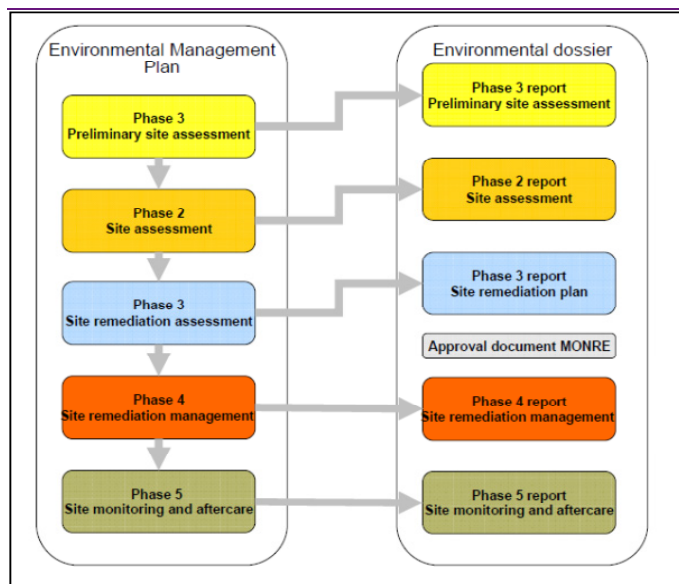 Environmental Management
Plan
Phase 3
Preliminary site assessment
Phase 2
Site assessment
Phase 3
Site remediation assessment
Phase 4
Site remediation management
Phase 5
Site monitoring and aftercare
Environmental dossier
Phase 3 report
Preliminary site assessment
Phase 2 report
Site assessment
Phase 3 report
Site remediation plan
Approval document MONRE
Phase 4 report
Site remediation management
Phase 5 report
Site monitoring and aftercare